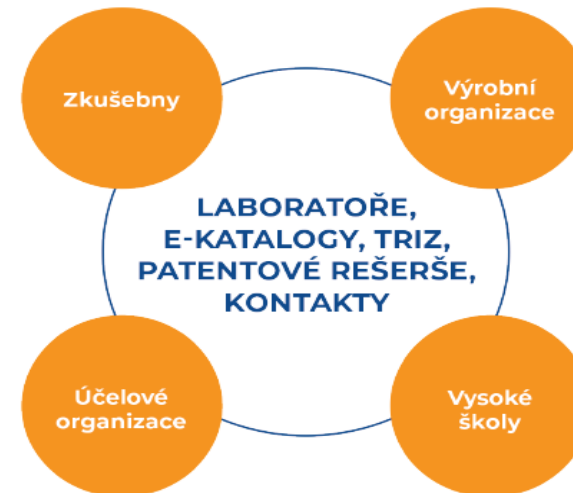 Zkušebny
Výrobní
organizace
LABORATOŘE,
E-KATALOGY, TRIZ,
PATENTOVÉ REŠERŠE,
KONTAKTY
Účelové
organizace
Vysoké
školy